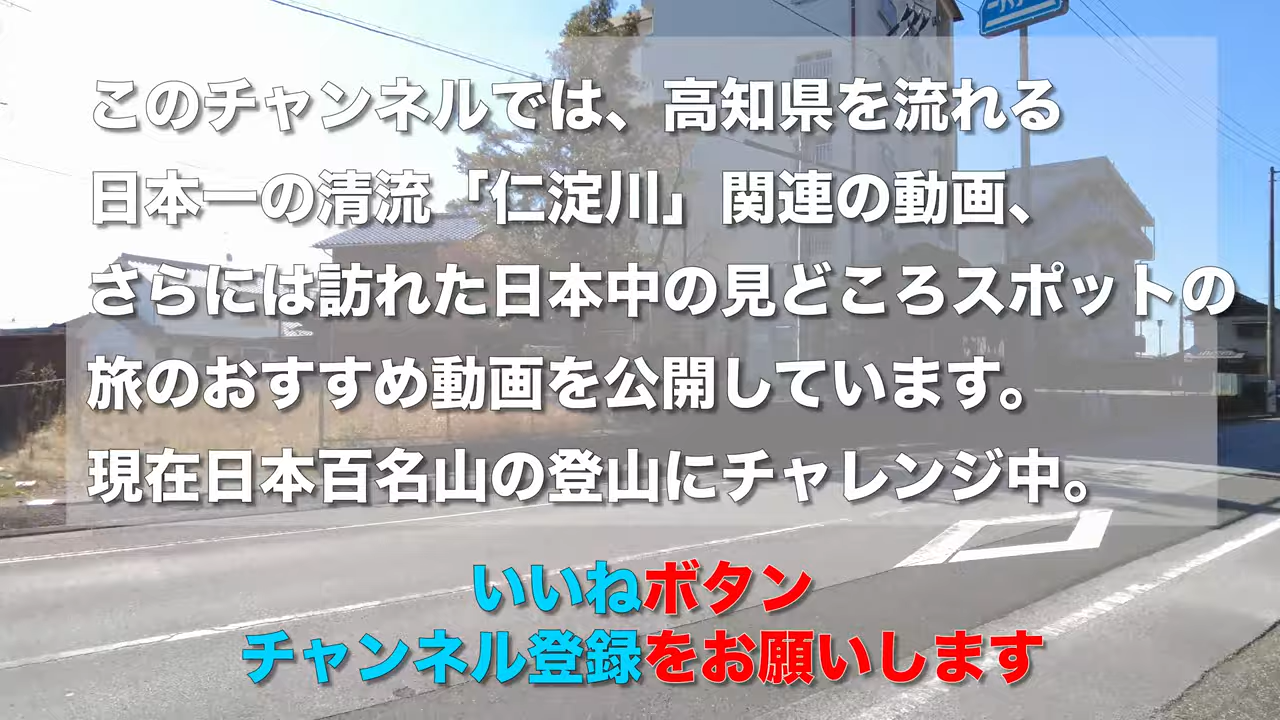 このチャンネルでは、高知県を流れる
日本一の清流「仁淀川」関連の動画、
さらには訪れた日本中の見どころスポットの
旅のおすすめ動画を公開しています。
現在日本百名山の登山にチャレンジ中。
いいねボタン
チャンネル登録をお願いします